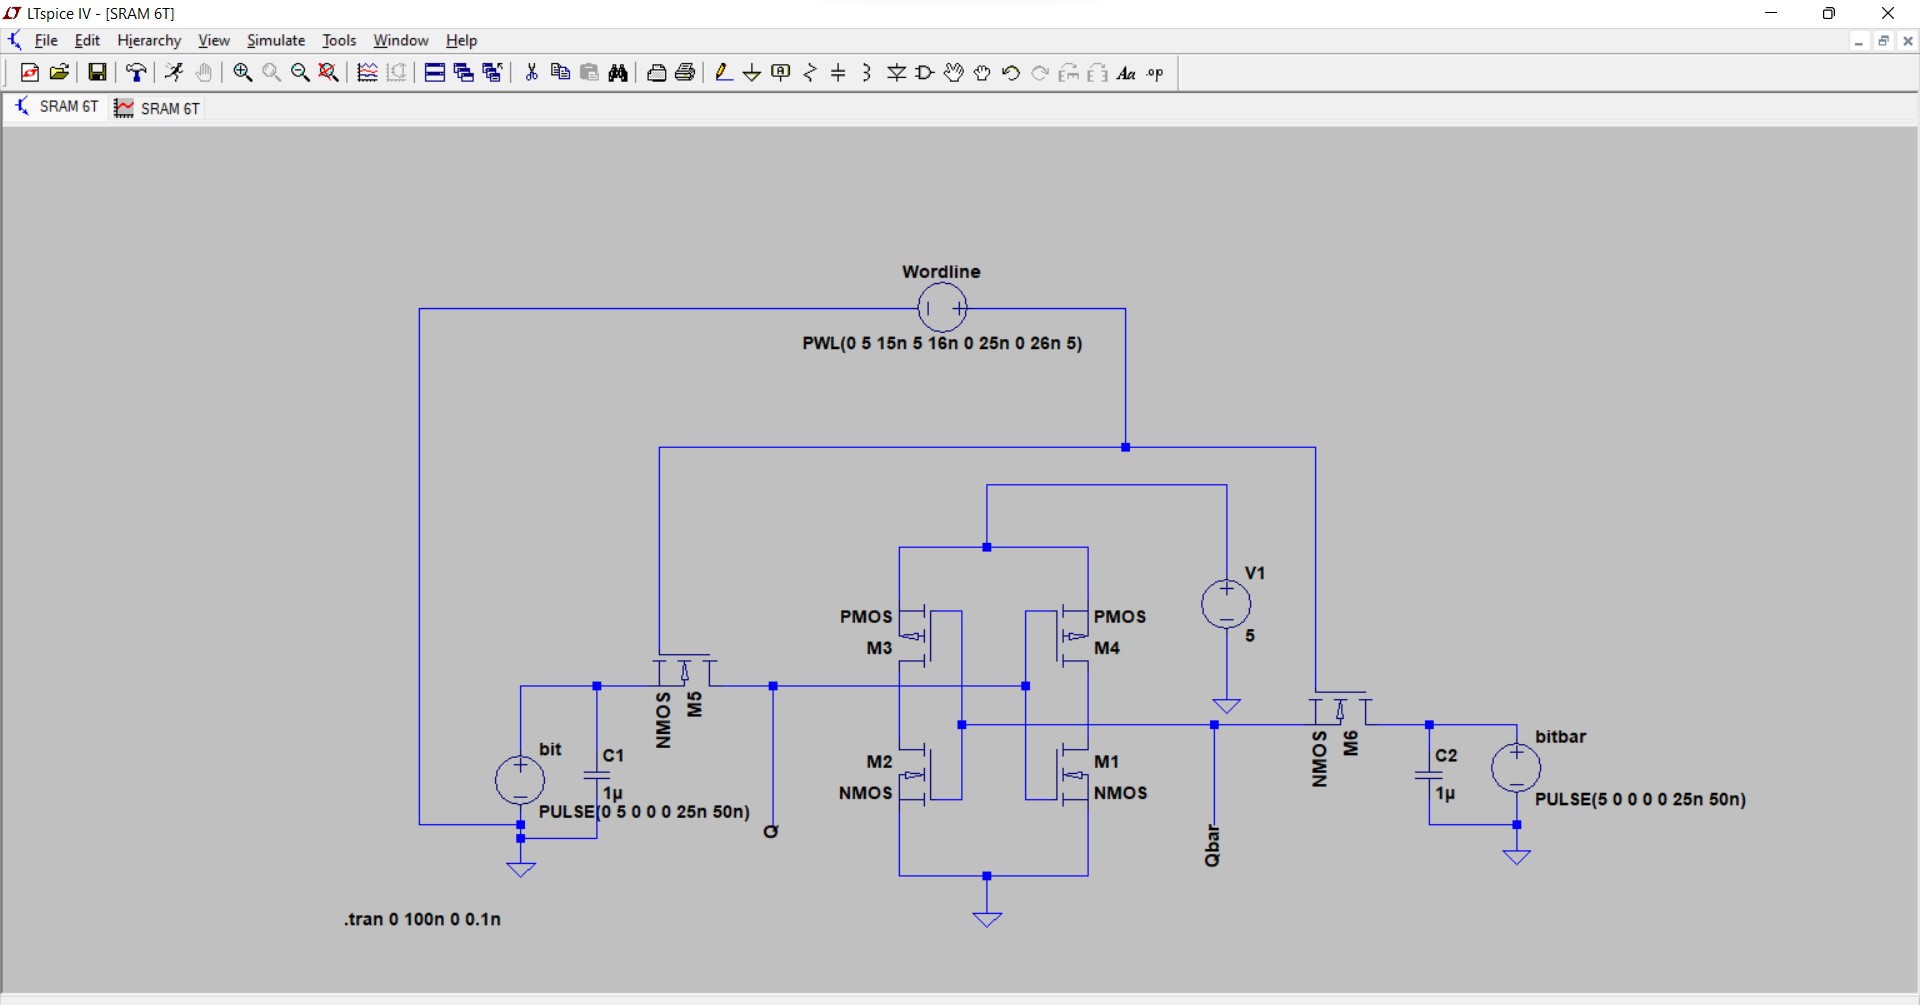 LTspice IV - [SRAM 6T]
File Edit Hierarchy View Simulate Tools Window Help
Aa .op
SRAM 6T SRAM 6T
Wordline
PWL(0 5 15n 5 16n 0 25n 0 26n 5)
V1
5
PMOS
M3
PMOS
M4
NMOS
M5
M2
NMOS
M1
NMOS
NMOS
M6
bit
PULSE(0 5 0 0 0 25n 50n)
C1
1µ
Q
Qbar
C2
1µ
bitbar
PULSE(5 0 0 0 0 25n 50n)
.tran 0 100n 0 0.1n